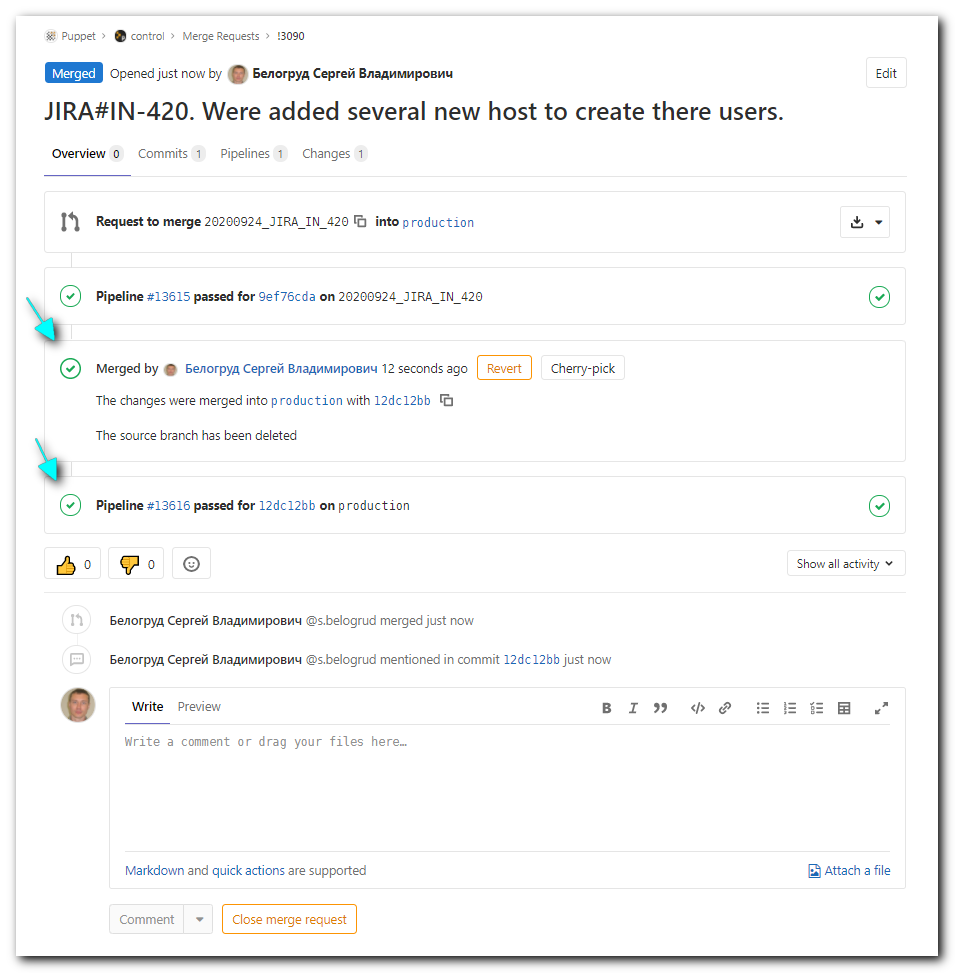 Puppet > control > Merge Requests > !3090
Merged Opened just now by Белогруд Сергей Владимирович Edit
JIRA#IN-420. Were added several new host to create there users.
Overview 0 Commits 1 Pipelines 1 Changes 1
Request to merge 20200924_JIRA_IN_420 into production
Pipeline #13615 passed for 9ef76cda on 20200924_JIRA_IN_420
Merged by Белогруд Сергей Владимирович 12 seconds ago Revert Cherry-pick
The changes were merged into production with 12dc12bb
The source branch has been deleted
Pipeline #13616 passed for 12dc12bb on production
0 0 Show all activity
Белогруд Сергей Владимирович @s.belogrud merged just now
Белогруд Сергей Владимирович @s.belogrud mentioned in commit 12dc12bb just now
Write Preview
Write a comment or drag your files here…
Markdown and quick actions are supported Attach a file
Comment Close merge request